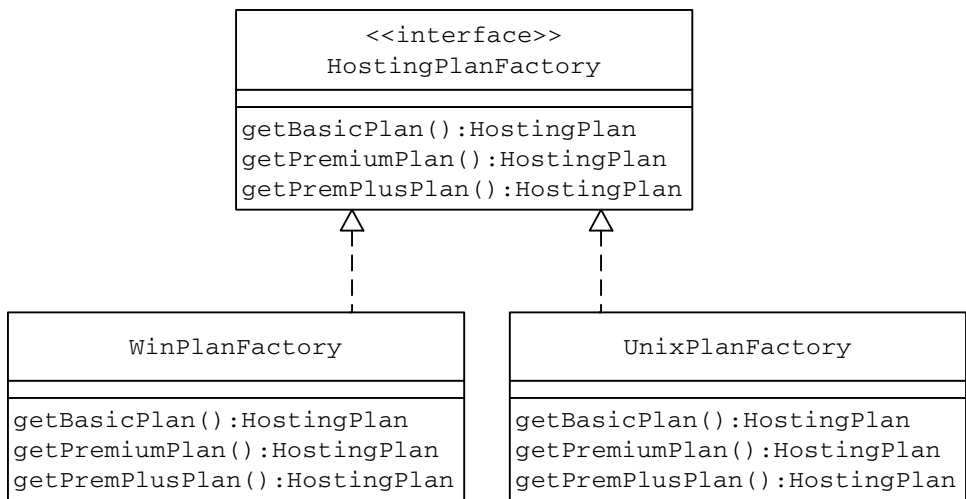 <<interface>>
HostingPlanFactory
getBasicPlan():HostingPlan
getPremiumPlan():HostingPlan
getPremPlusPlan():HostingPlan
WinPlanFactory
getBasicPlan():HostingPlan
getPremiumPlan():HostingPlan
getPremPlusPlan():HostingPlan
UnixPlanFactory
getBasicPlan():HostingPlan
getPremiumPlan():HostingPlan
getPremPlusPlan():HostingPlan